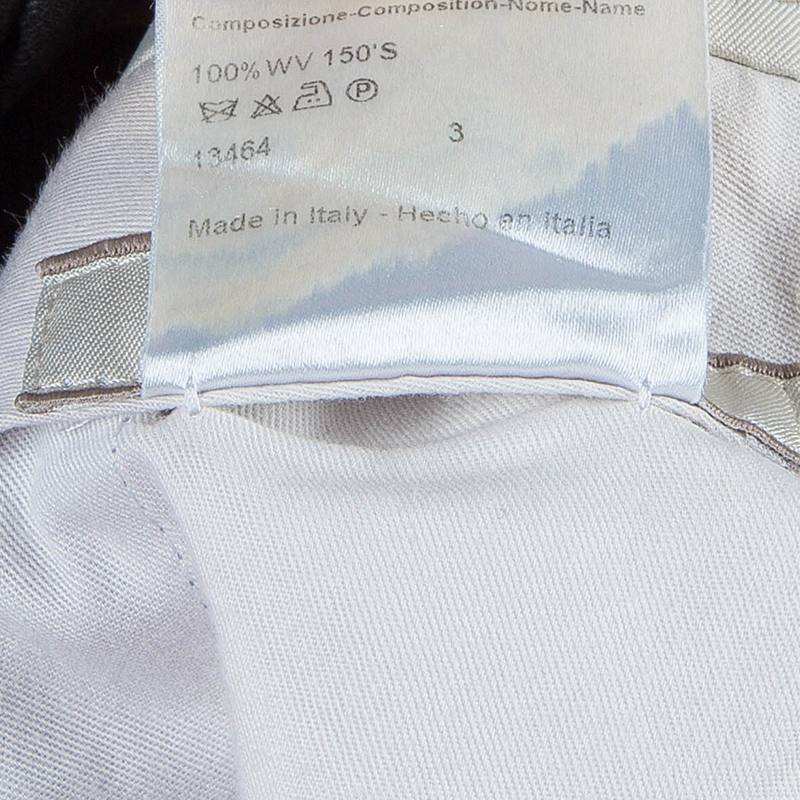 Composizione-Composition-Nome-Name
100% WV 150'S
P
3
13464
Made in Italy - Hecho en Italia